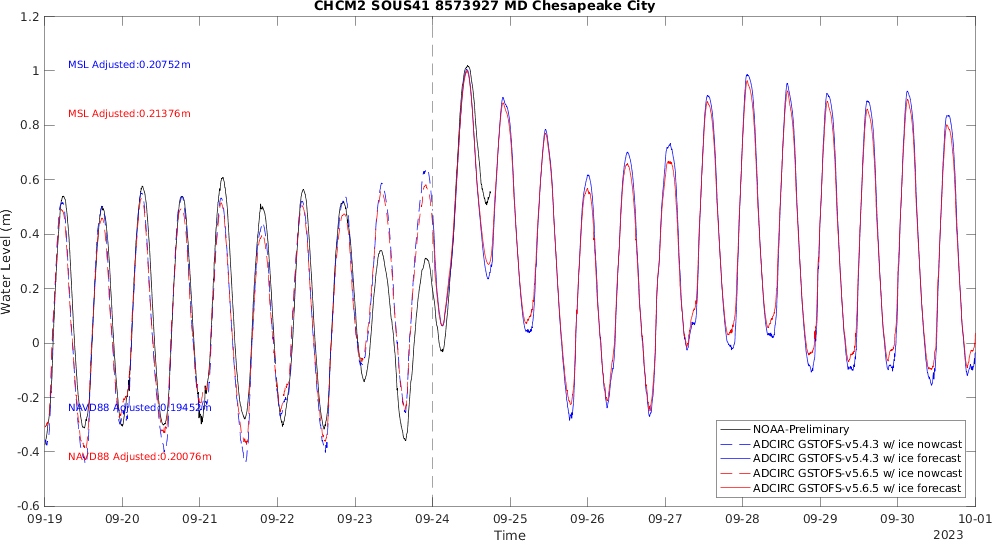 CHCM2 SOUS41 8573927 MD Chesapeake City
1.2
1
0.8
0.6
0.4
0.2
0
-0.2
-0.4
-0.6
Water Level (m)
MSL Adjusted:0.20752m
MSL Adjusted:0.21376m
NAVD88 Adjusted:0.19452m
NAVD88 Adjusted:0.20076m
NOAA-Preliminary
ADCIRC GSTOFS-v5.4.3 w/ ice nowcast
ADCIRC GSTOFS-v5.4.3 w/ ice forecast
ADCIRC GSTOFS-v5.6.5 w/ ice nowcast
ADCIRC GSTOFS-v5.6.5 w/ ice forecast
09-19 09-20 09-21 09-22 09-23 09-24 09-25 09-26 09-27 09-28 09-29 09-30 10-01
Time
2023